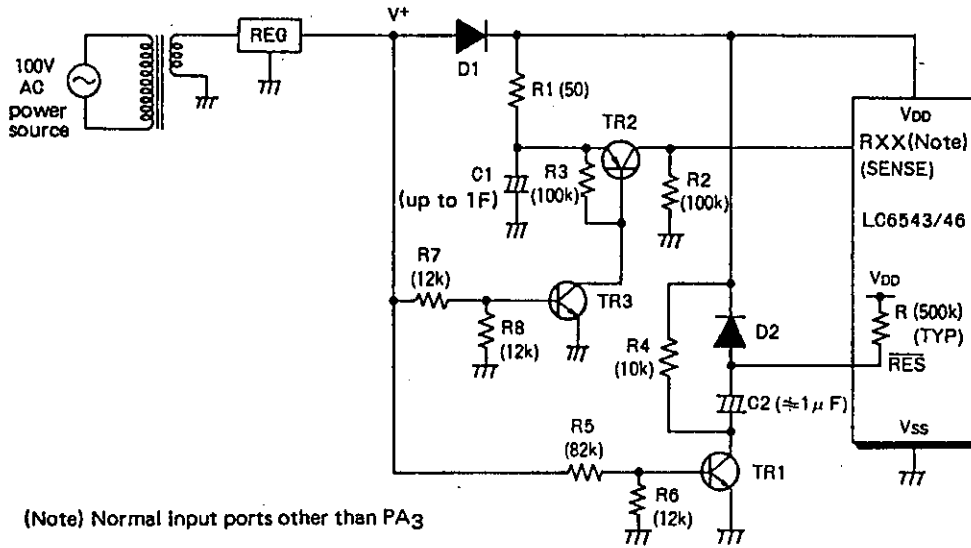 V+
REG
100V
AC
power
source
D1
R1 (50)
TR2
VDD
RXX(Note)
(SENSE)
C1
(up to 1F)
R3
(100k)
R2
(100k)
LC6543/46
R7
(12k)
TR3
R8
(12k)
VDD
R (500k)
(TYP)
RES
D2
R4
(10k)
C2 (≑1μF)
VSS
R5
(82k)
TR1
R6
(12k)
(Note) Normal input ports other than PA3